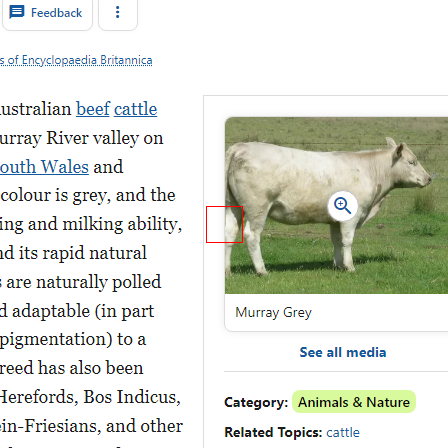 Feedback
s of Encyclopaedia Britannica
ustralian beef cattle
urray River valley on
outh Wales and
colour is grey, and the
ing and milking ability,
nd its rapid natural
s are naturally polled
d adaptable (in part
pigmentation) to a
reed has also been
Herefords, Bos Indicus,
ein-Friesians, and other
Murray Grey
See all media
Category: Animals & Nature
Related Topics: cattle